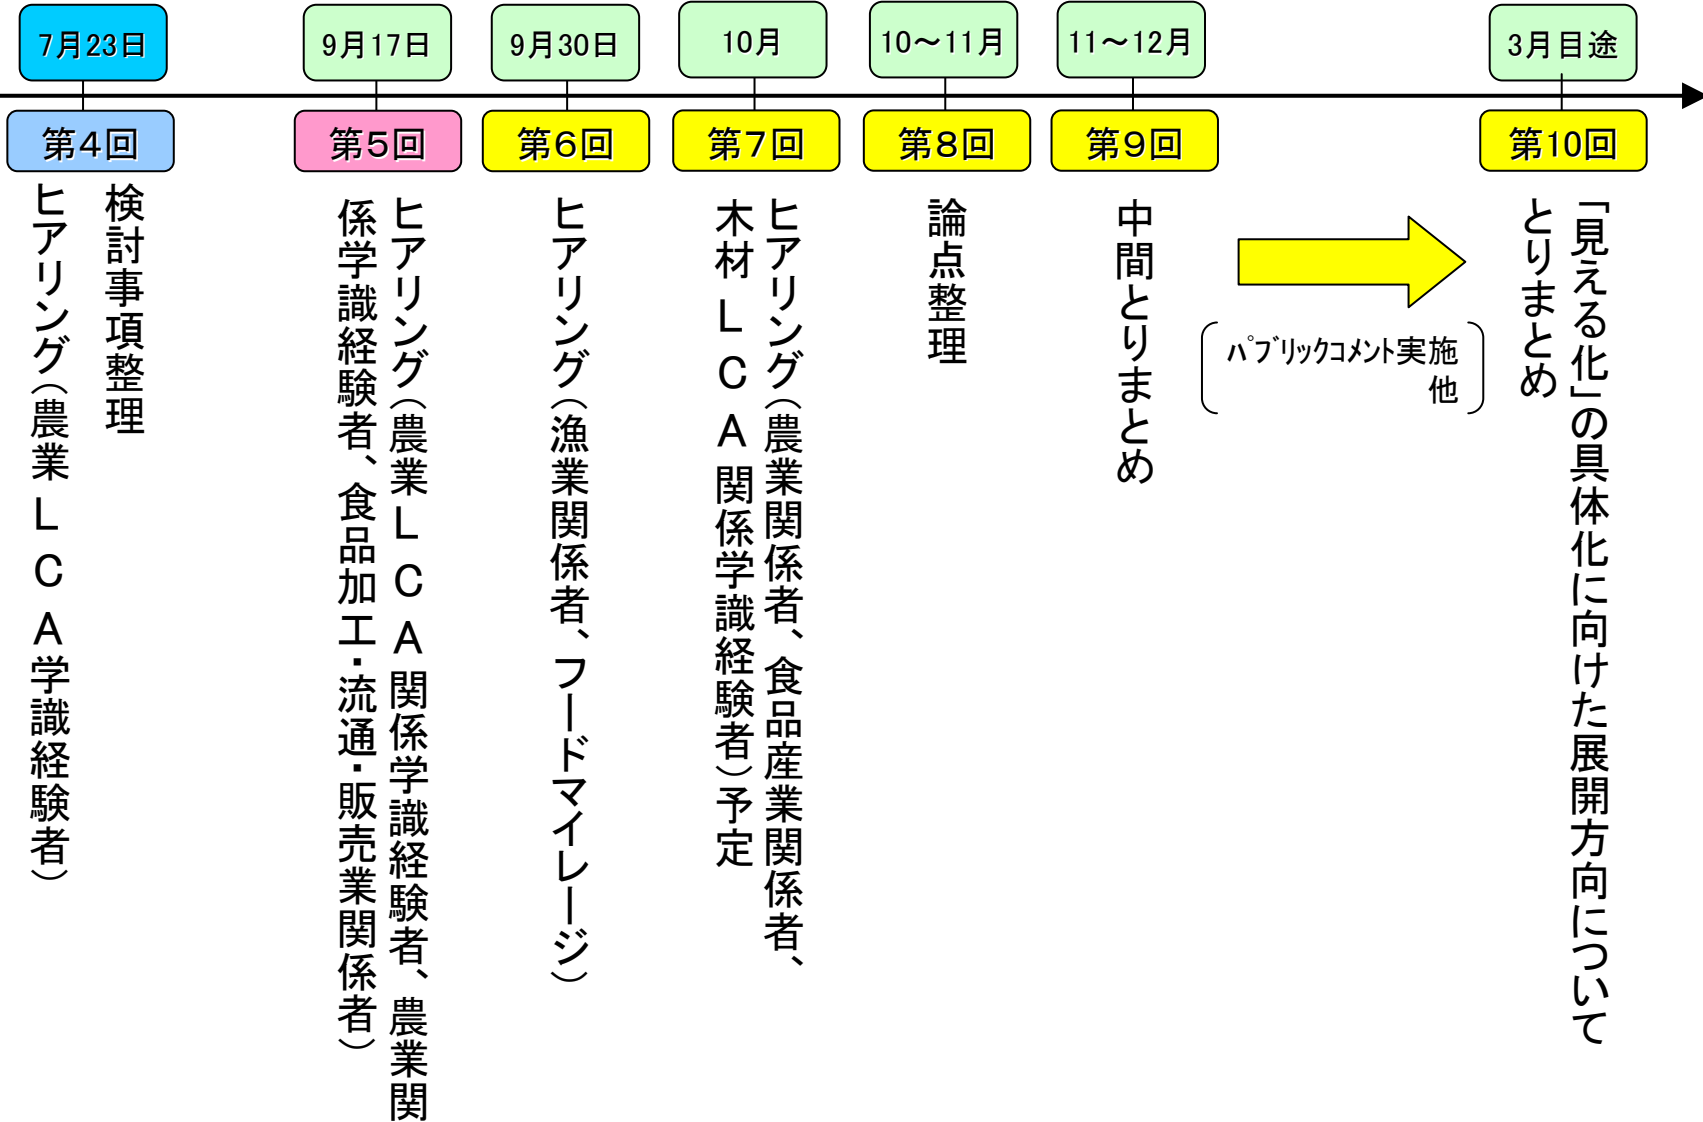 7月23日
9月17日
9月30日
10月
10～11月
11～12月
3月目途
第4回
第5回
第6回
第7回
第8回
第9回
第10回
検討事項整理
ヒアリング（農業LCA学識経験者）
ヒアリング（農業LCA関係学識経験者、農業関
係学識経験者、食品加工・流通・販売業関係者）
ヒアリング（漁業関係者、フードマイレージ）
ヒアリング（農業関係者、食品産業関係者、
木材LCA関係学識経験者）予定
論点整理
中間とりまとめ
ﾊﾟﾌﾞﾘｯｸｺﾒﾝﾄ実施
他
「見える化」の具体化に向けた展開方向について
とりまとめ